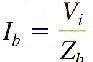 I_b = V_i / Z_b